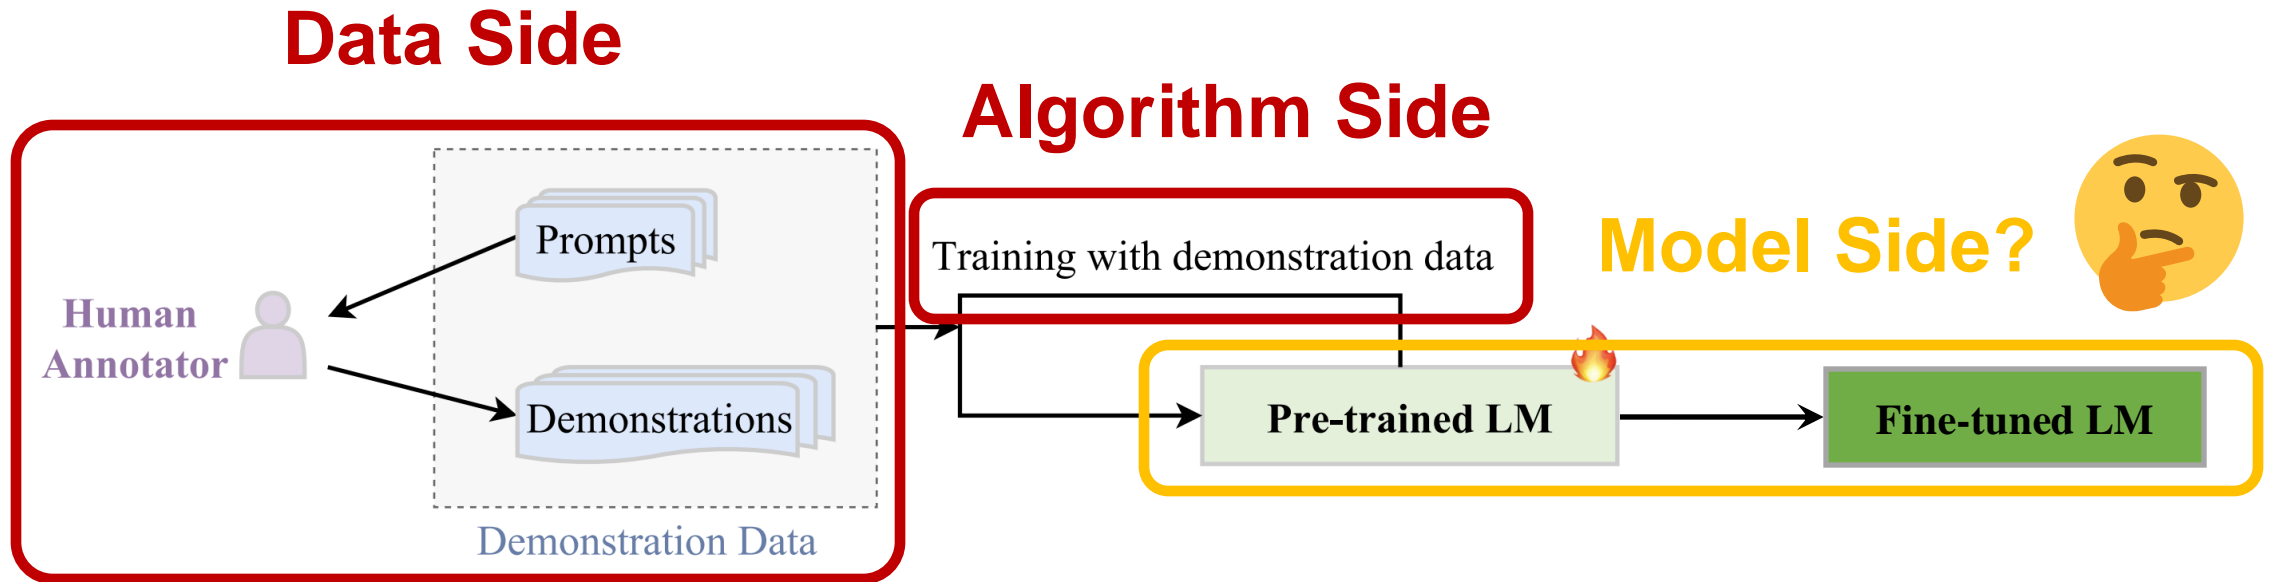 Data Side
Algorithm Side
Model Side?
Prompts
Human
Annotator
Demonstrations
Demonstration Data
Training with demonstration data
Pre-trained LM
Fine-tuned LM